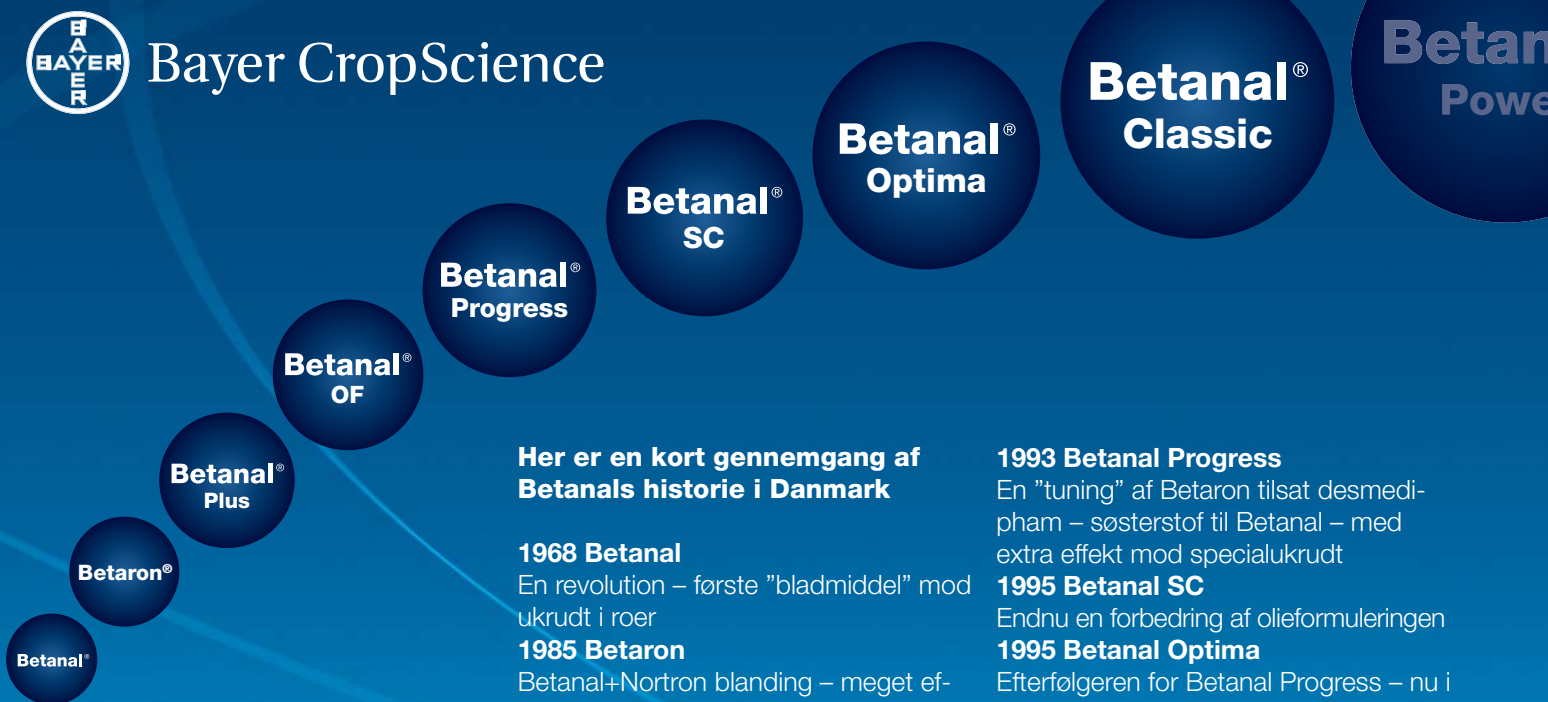 BAYER
BAYER
Bayer CropScience
Betanal®
Betaron®
Betanal®
Plus
Betanal®
OF
Betanal®
Progress
Betanal®
SC
Betanal®
Optima
Betanal®
Classic
Betan
Powe
Her er en kort gennemgang af
Betanals historie i Danmark
1968 Betanal
En revolution – første ”bladmiddel” mod
ukrudt i roer
1985 Betaron
Betanal+Nortron blanding – meget ef-
1993 Betanal Progress
En ”tuning” af Betaron tilsat desmedi-
pham – søsterstof til Betanal – med
extra effekt mod specialukrudt
1995 Betanal SC
Endnu en forbedring af olieformuleringen
1995 Betanal Optima
Efterfølgeren for Betanal Progress – nu i